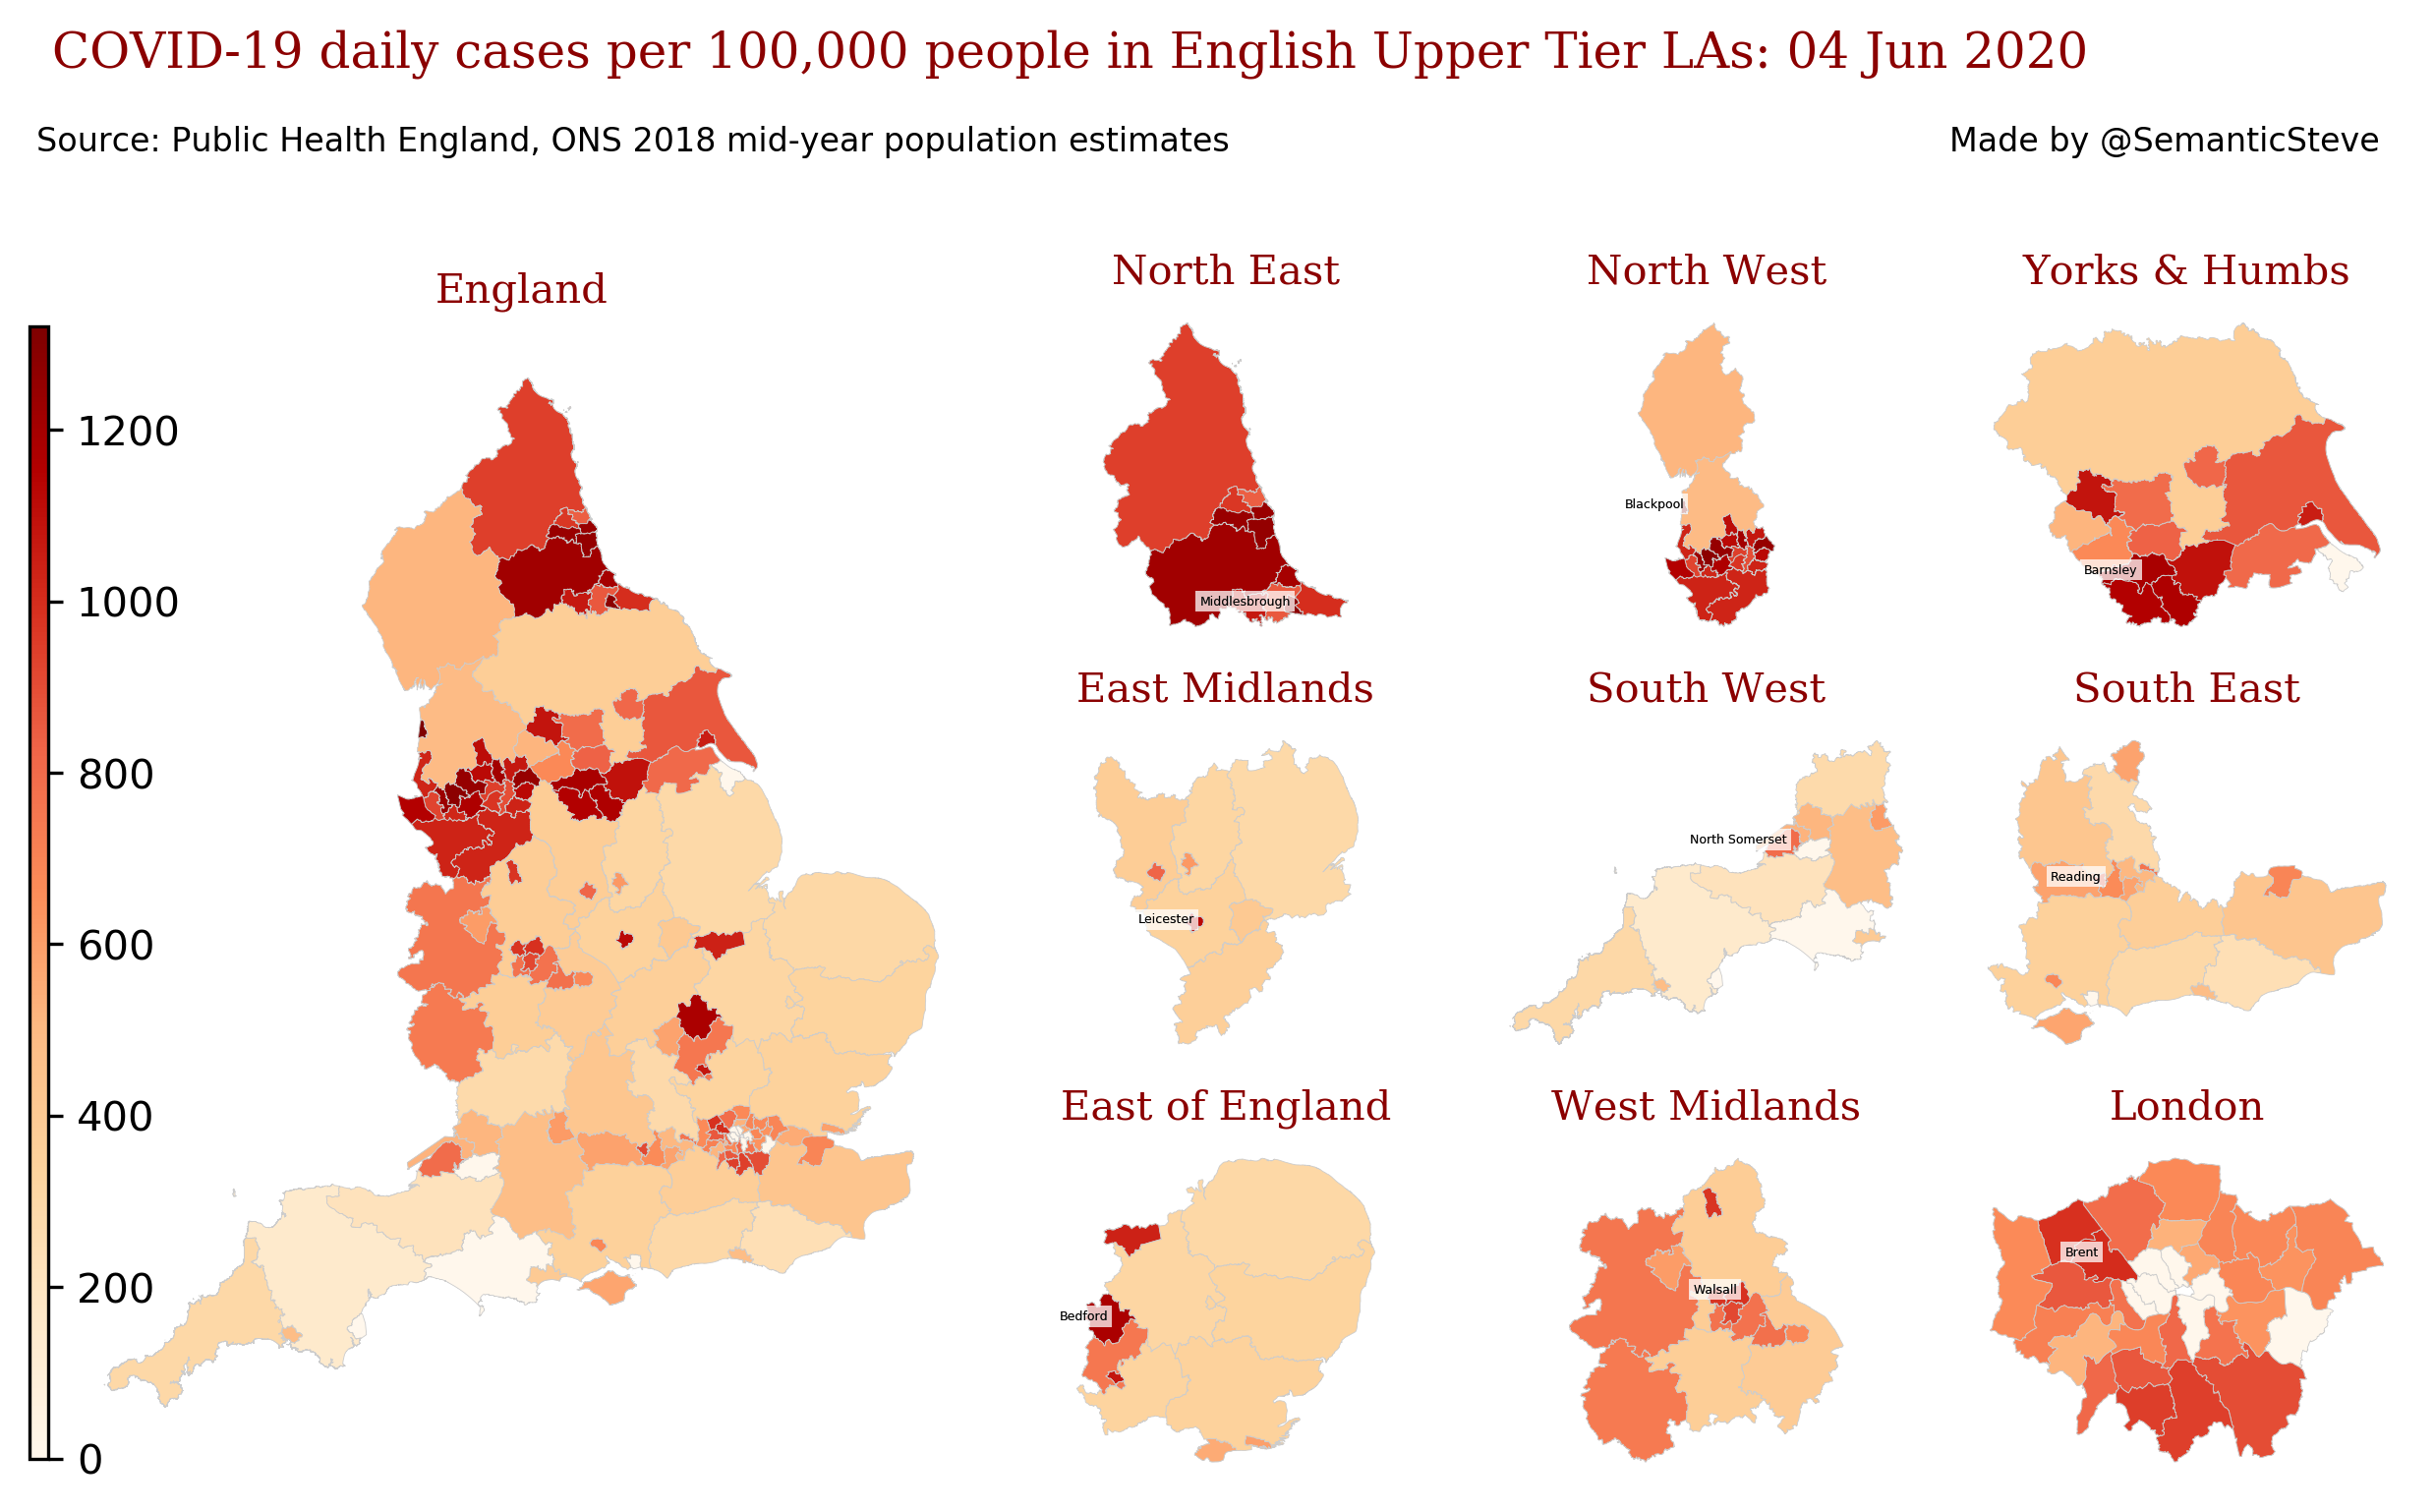 COVID-19 daily cases per 100,000 people in English Upper Tier LAs: 04 Jun 2020
Source: Public Health England, ONS 2018 mid-year population estimates
Made by @SemanticSteve
England
1200
1000
800
600
400
200
0
North East
Middlesbrough
North West
Blackpool
Yorks & Humbs
Barnsley
East Midlands
Leicester
South West
North Somerset
South East
Reading
East of England
Bedford
West Midlands
Walsall
London
Brent